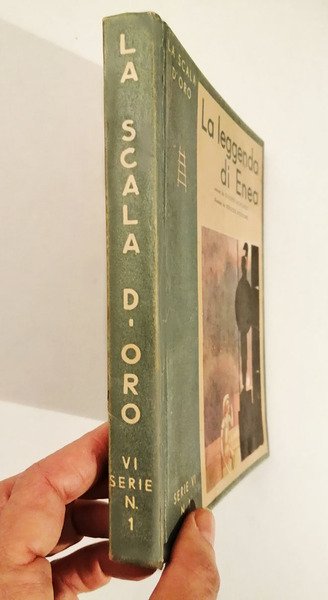 LA SCALA D'ORO
VI
SERIE
N.
1
LA SCALA
D'ORO
La leggenda
di Enea
SERIE VI